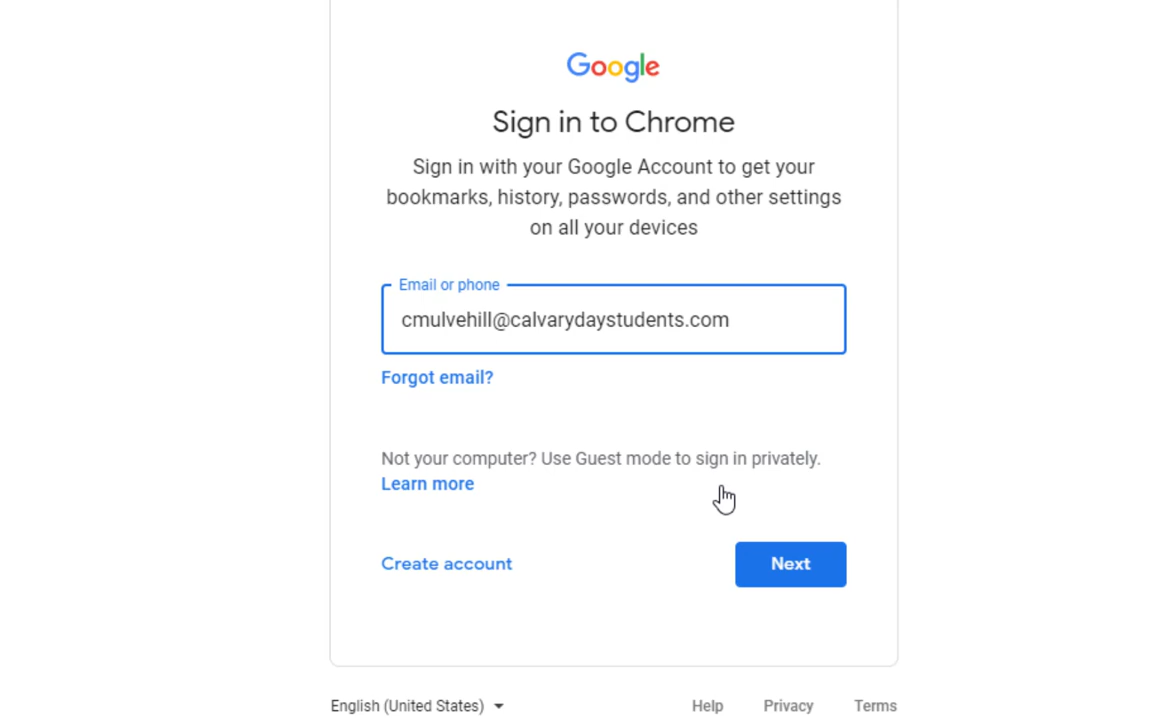 Google
Sign in to Chrome
Sign in with your Google Account to get your
bookmarks, history, passwords, and other settings
on all your devices
Email or phone
cmulvehill@calvarydaystudents.com
Forgot email?
Not your computer? Use Guest mode to sign in privately.
Learn more
Create account
Next
English (United States)
Help
Privacy
Terms